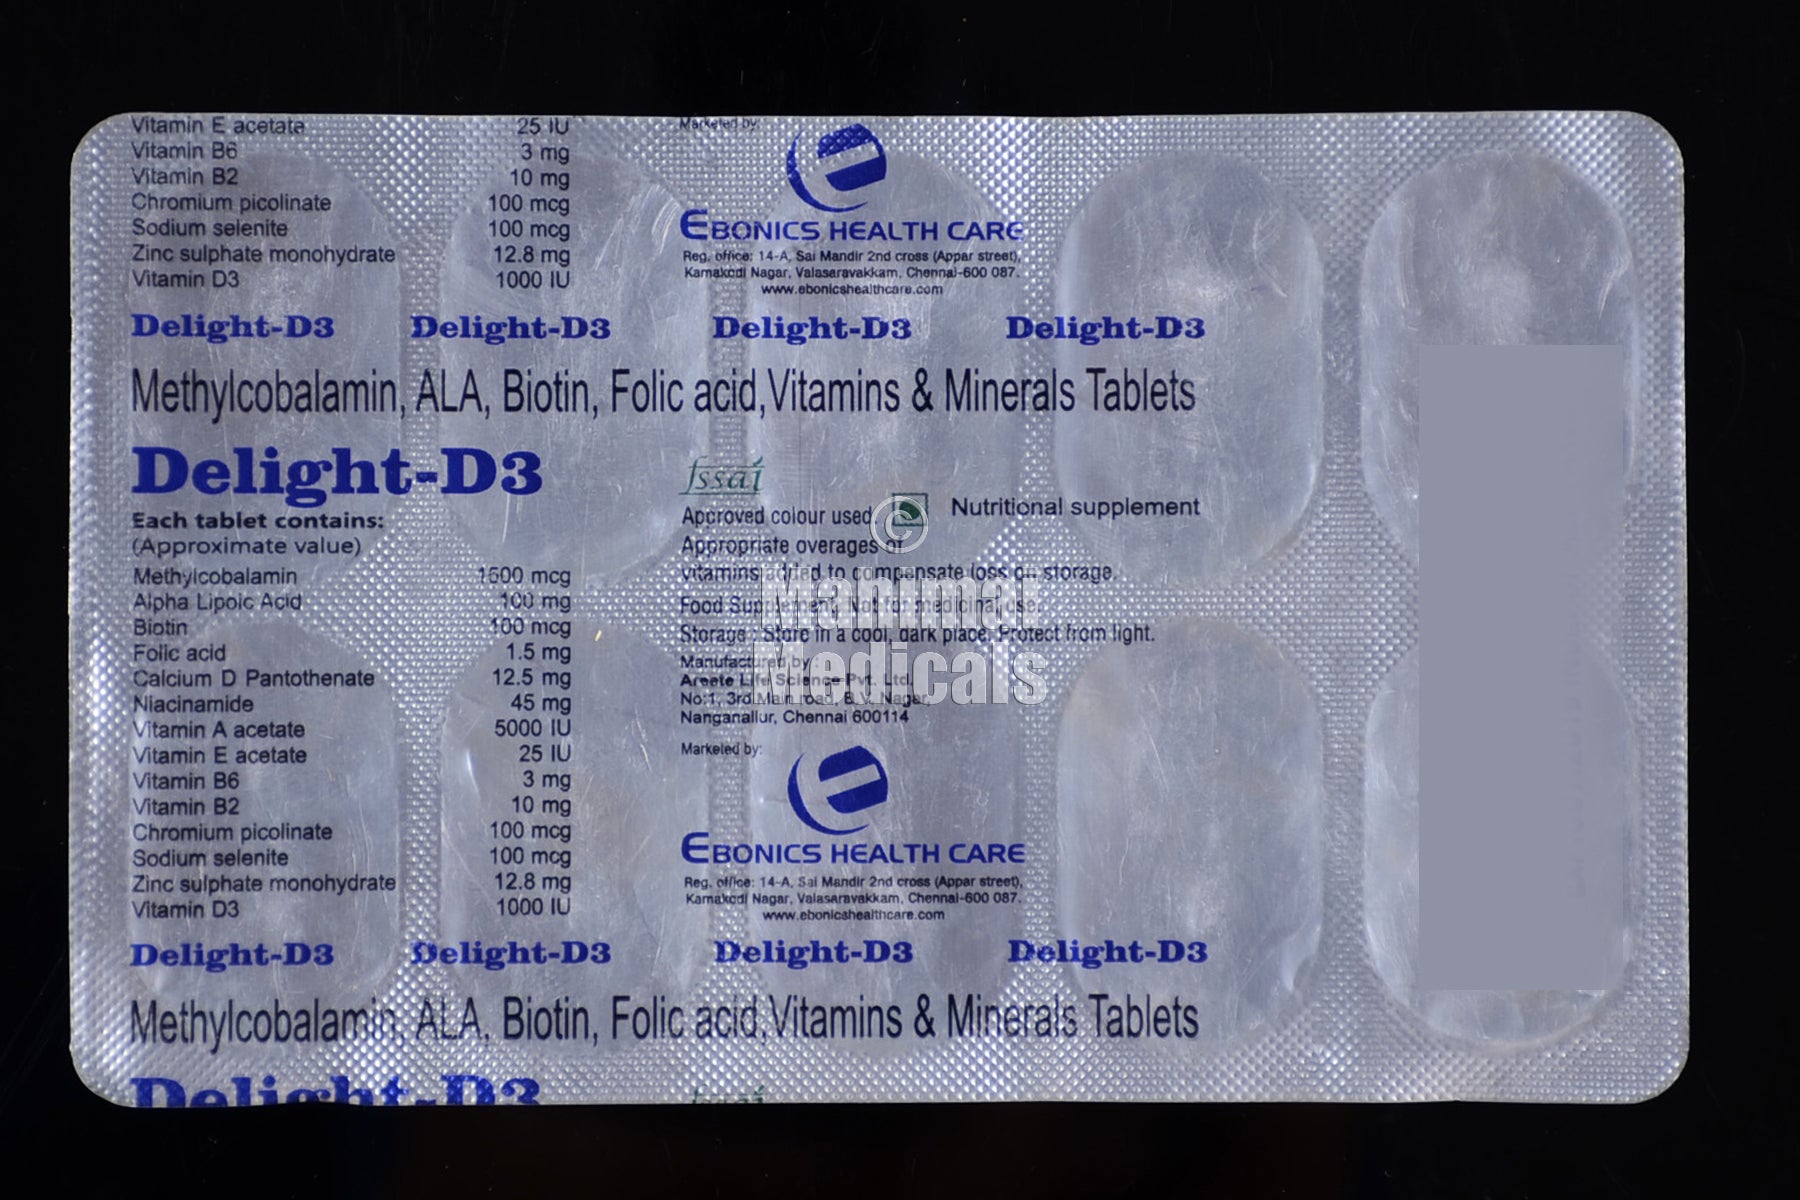 Vitamin E acetate 25 IU
Vitamin B6 3 mg
Vitamin B2 10 mg
Chromium picolinate 100 mcg
Sodium selenite 100 mcg
Zinc sulphate monohydrate 12.8 mg
Vitamin D3 1000 IU
Marketed by:
EBONICS HEALTH CARE
Reg. office: 14-A, Sai Mandir 2nd cross (Appar street),
Kamakodi Nagar, Valasaravakkam, Chennai-600 087.
www.ebonicshealthcare.com
Delight-D3 Delight-D3 Delight-D3 Delight-D3
Methylcobalamin, ALA, Biotin, Folic acid,Vitamins & Minerals Tablets
Delight-D3
Each tablet contains:
(Approximate value)
Methylcobalamin 1500 mcg
Alpha Lipoic Acid 100 mg
Biotin 100 mcg
Folic acid 1.5 mg
Calcium D Pantothenate 12.5 mg
Niacinamide 45 mg
Vitamin A acetate 5000 IU
Vitamin E acetate 25 IU
Vitamin B6 3 mg
Vitamin B2 10 mg
Chromium picolinate 100 mcg
Sodium selenite 100 mcg
Zinc sulphate monohydrate 12.8 mg
Vitamin D3 1000 IU
fssai
Approved colour used. Nutritional supplement
Appropriate overages of
vitamins added to compensate loss on storage.
Food Supplement, Not for medicinal use.
Storage : Store in a cool, dark place. Protect from light.
Manufactured by :
Areete Life Science Pvt. Ltd.
No:1, 3rd Main road, B.V. Nagar,
Nanganallur, Chennai 600114
©
Mahimai
Medicals
Marketed by:
EBONICS HEALTH CARE
Reg. office: 14-A, Sai Mandir 2nd cross (Appar street),
Kamakodi Nagar, Valasaravakkam, Chennai-600 087.
www.ebonicshealthcare.com
Delight-D3 Delight-D3 Delight-D3 Delight-D3
Methylcobalamin, ALA, Biotin, Folic acid,Vitamins & Minerals Tablets
Delight-D3
fssai